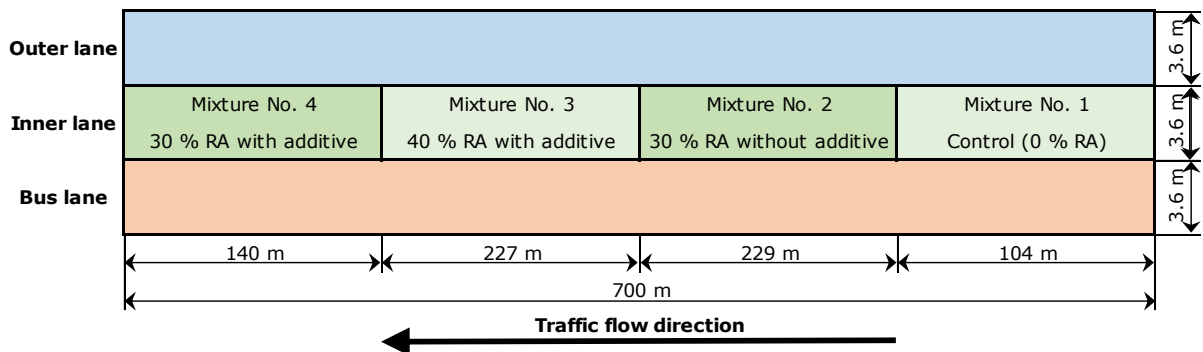 Outer lane
3.6 m
Mixture No. 4
Mixture No. 3
Mixture No. 2
Mixture No. 1
Inner lane
3.6 m
30 % RA with additive
40 % RA with additive
30 % RA without additive
Control (0 % RA)
Bus lane
3.6 m
140 m
227 m
229 m
104 m
700 m
Traffic flow direction